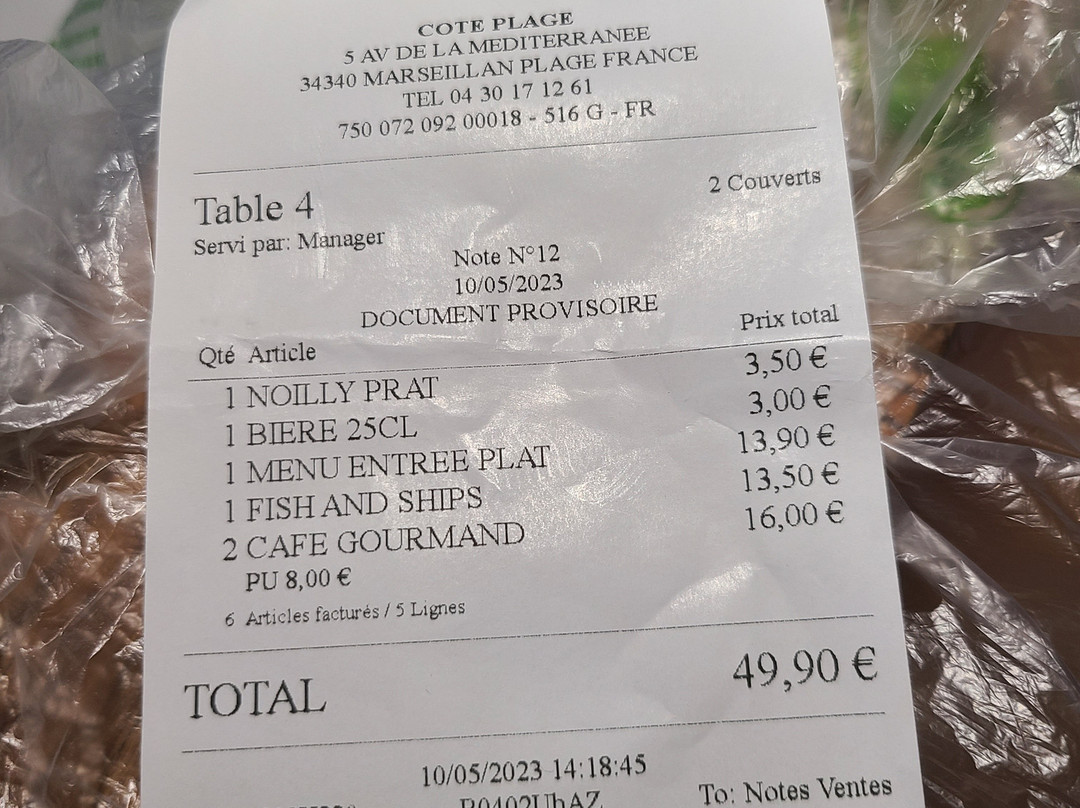 COTE PLAGE
5 AV DE LA MEDITERRANEE
34340 MARSEILLAN PLAGE FRANCE
TEL 04 30 17 12 61
750 072 092 00018 - 516 G - FR
Table 4 2 Couverts
Servi par: Manager
Note N°12
10/05/2023
DOCUMENT PROVISOIRE
Qté Article Prix total
1 NOILLY PRAT 3,50 €
1 BIERE 25CL 3,00 €
1 MENU ENTREE PLAT 13,90 €
1 FISH AND SHIPS 13,50 €
2 CAFE GOURMAND 16,00 €
PU 8,00 €
6 Articles facturés / 5 Lignes
TOTAL 49,90 €
10/05/2023 14:18:45
To: Notes Ventes